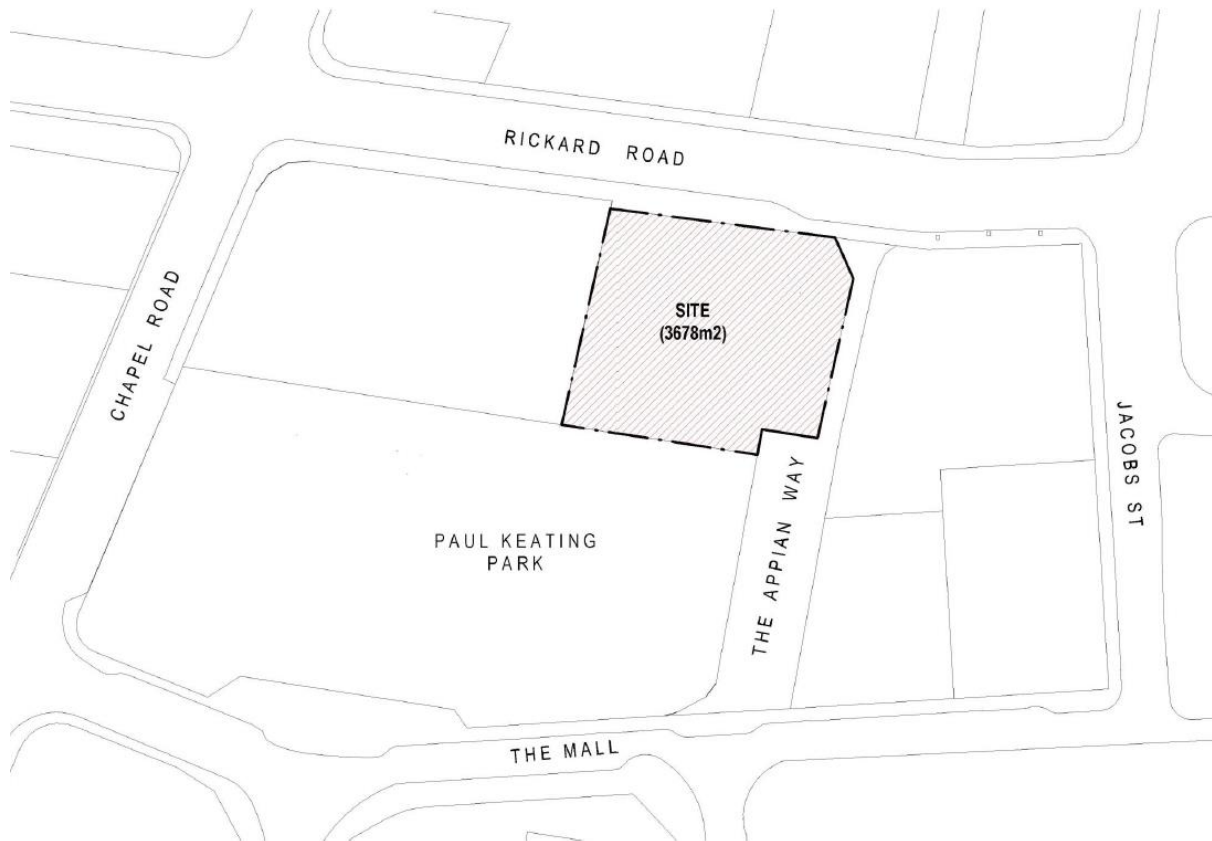 RICKARD ROAD
SITE
(3678m2)
CHAPEL ROAD
JACOBS ST
THE APPIAN WAY
PAUL KEATING
PARK
THE MALL